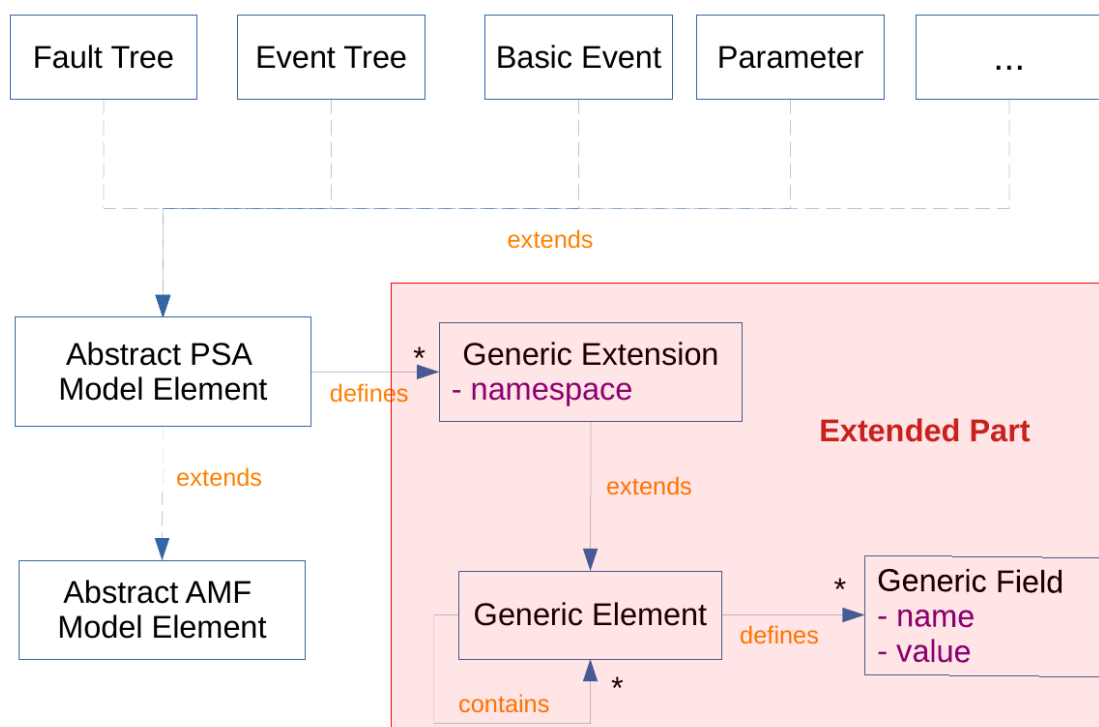 Fault Tree
Event Tree
Basic Event
Parameter
...
extends
Abstract PSA
Model Element
defines
*
Generic Extension
- namespace
Extended Part
extends
extends
Abstract AMF
Model Element
Generic Element
defines
*
Generic Field
- name
- value
contains
*